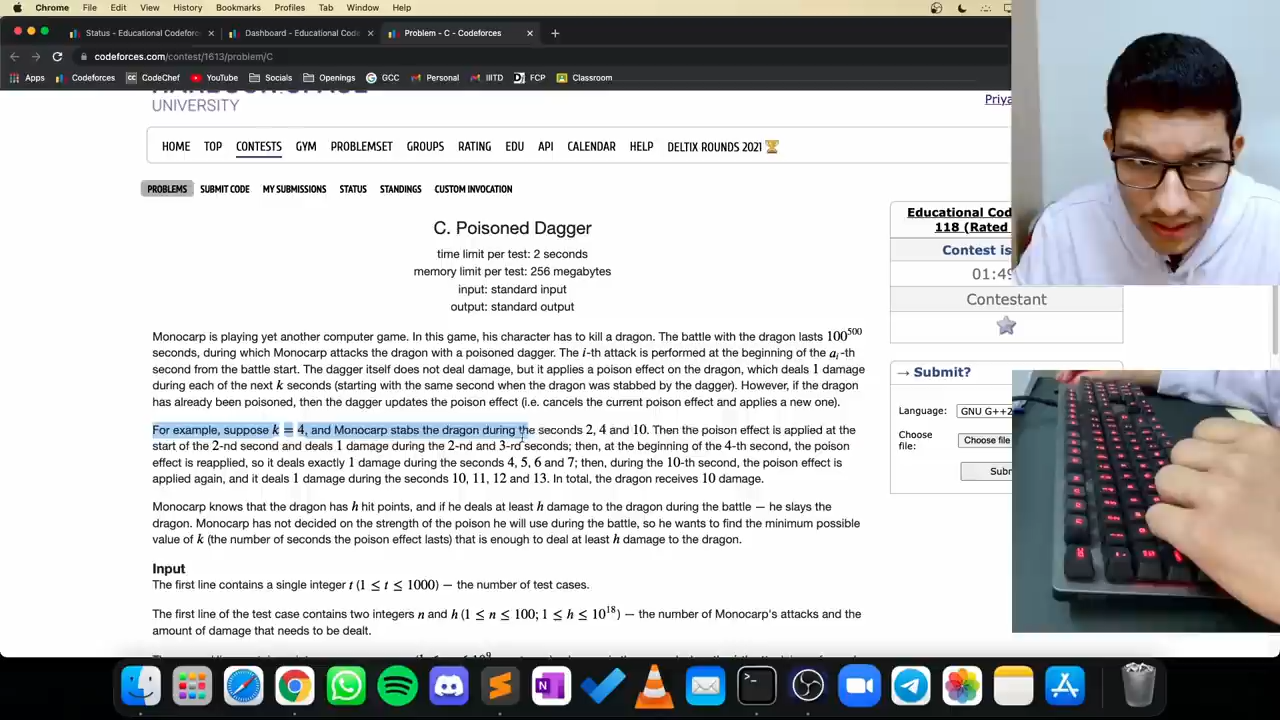 Chrome File Edit View History Bookmarks Profiles Tab Window Help
Status - Educational Codeforc × Dashboard - Educational Code × Problem - C - Codeforces × +
codeforces.com/contest/1613/problem/C
Apps Codeforces CodeChef YouTube Socials Openings GCC Personal IIITD FCP Classroom
UNIVERSITY
Priya
HOME TOP CONTESTS GYM PROBLEMSET GROUPS RATING EDU API CALENDAR HELP DELTIX ROUNDS 2021
PROBLEMS SUBMIT CODE MY SUBMISSIONS STATUS STANDINGS CUSTOM INVOCATION
C. Poisoned Dagger
time limit per test: 2 seconds
memory limit per test: 256 megabytes
input: standard input
output: standard output
Monocarp is playing yet another computer game. In this game, his character has to kill a dragon. The battle with the dragon lasts 100^500
seconds, during which Monocarp attacks the dragon with a poisoned dagger. The i-th attack is performed at the beginning of the a_i-th
second from the battle start. The dagger itself does not deal damage, but it applies a poison effect on the dragon, which deals 1 damage
during each of the next k seconds (starting with the same second when the dragon was stabbed by the dagger). However, if the dragon
has already been poisoned, then the dagger updates the poison effect (i.e. cancels the current poison effect and applies a new one).
For example, suppose k = 4, and Monocarp stabs the dragon during the seconds 2, 4 and 10. Then the poison effect is applied at the
start of the 2-nd second and deals 1 damage during the 2-nd and 3-rd seconds; then, at the beginning of the 4-th second, the poison
effect is reapplied, so it deals exactly 1 damage during the seconds 4, 5, 6 and 7; then, during the 10-th second, the poison effect is
applied again, and it deals 1 damage during the seconds 10, 11, 12 and 13. In total, the dragon receives 10 damage.
Monocarp knows that the dragon has h hit points, and if he deals at least h damage to the dragon during the battle — he slays the
dragon. Monocarp has not decided on the strength of the poison he will use during the battle, so he wants to find the minimum possible
value of k (the number of seconds the poison effect lasts) that is enough to deal at least h damage to the dragon.
Input
The first line contains a single integer t (1 ≤ t ≤ 1000) — the number of test cases.
The first line of the test case contains two integers n and h (1 ≤ n ≤ 100; 1 ≤ h ≤ 10^18) — the number of Monocarp's attacks and the
amount of damage that needs to be dealt.
Educational Cod
118 (Rated
Contest is
01:49
Contestant
→ Submit?
Language: GNU G++2
Choose file: Choose file
Subr